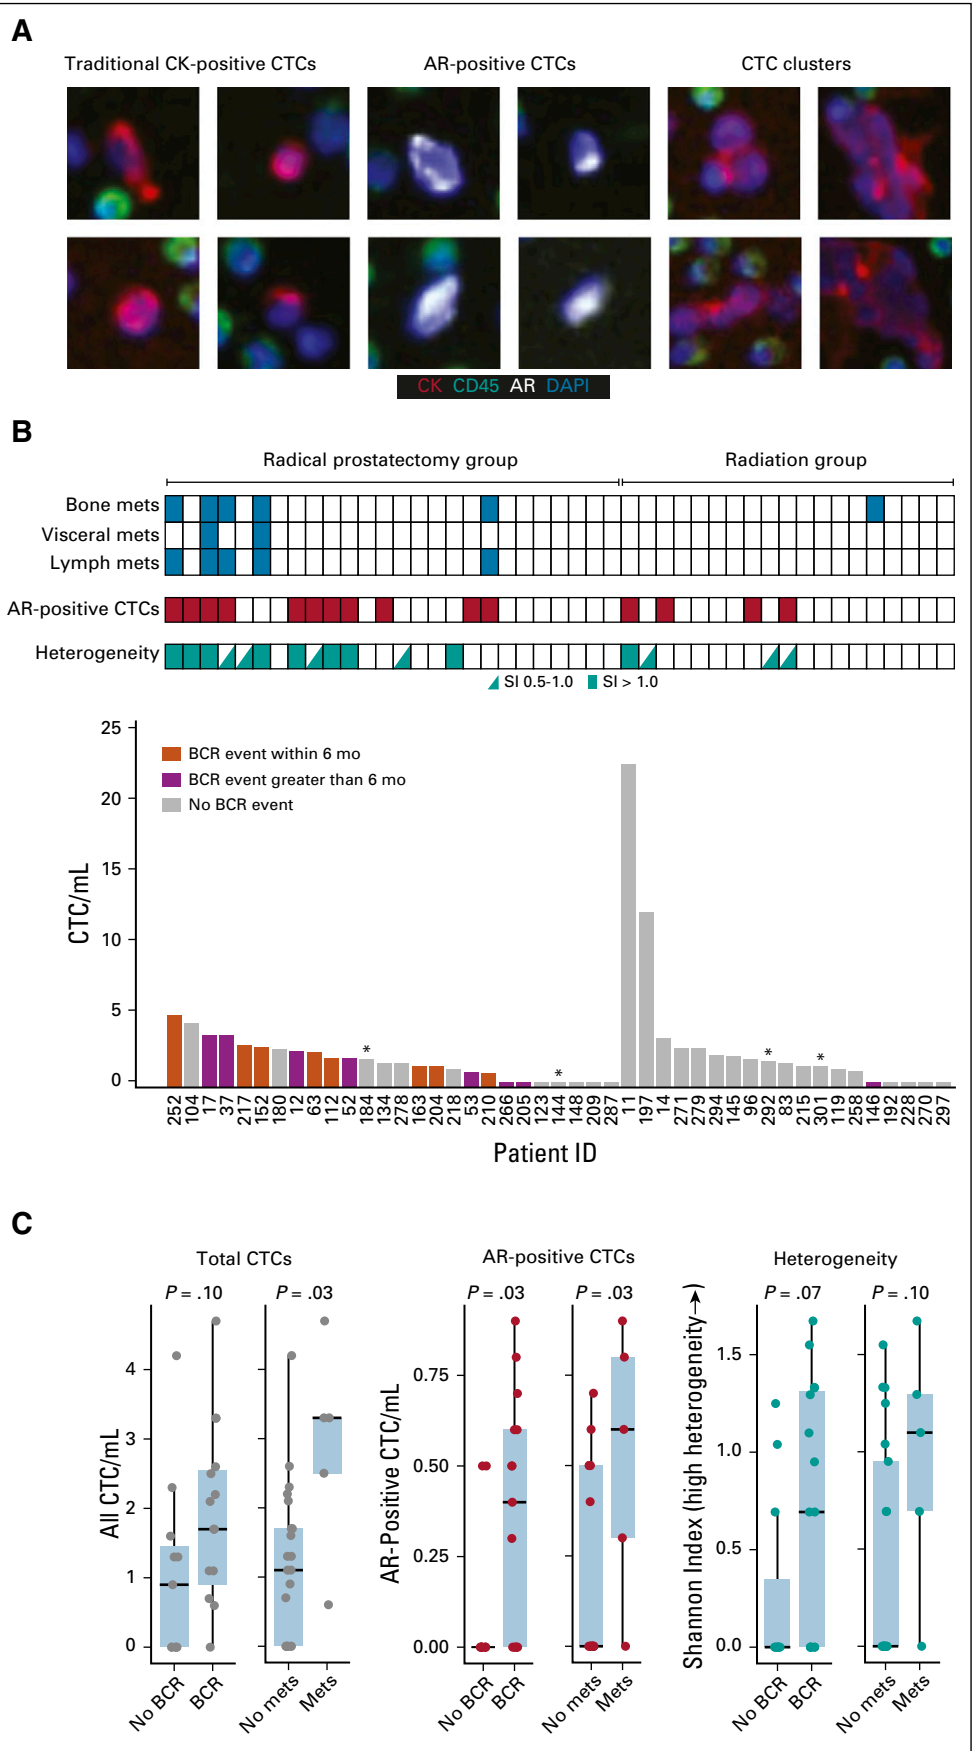 A
Traditional CK-positive CTCs AR-positive CTCs CTC clusters
CK CD45 AR DAPI
B
Radical prostatectomy group Radiation group
Bone mets
Visceral mets
Lymph mets
AR-positive CTCs
Heterogeneity
SI 0.5-1.0 SI > 1.0
25
20
15
10
5
0
CTC/mL
BCR event within 6 mo
BCR event greater than 6 mo
No BCR event
* * * *
252 104 17 37 217 152 180 12 63 112 52 184 134 278 163 204 218 53 210 266 205 123 144 148 209 287 11 197 14 271 279 294 145 96 292 83 215 301 119 258 146 192 228 270 297
Patient ID
C
Total CTCs AR-positive CTCs Heterogeneity
P = .10 P = .03 P = .03 P = .03 P = .07 P = .10
All CTC/mL
4
3
2
1
0
No BCR BCR No mets Mets
AR-Positive CTC/mL
0.75
0.50
0.25
0.00
No BCR BCR No mets Mets
Shannon Index (high heterogeneity→)
1.5
1.0
0.5
0.0
No BCR BCR No mets Mets